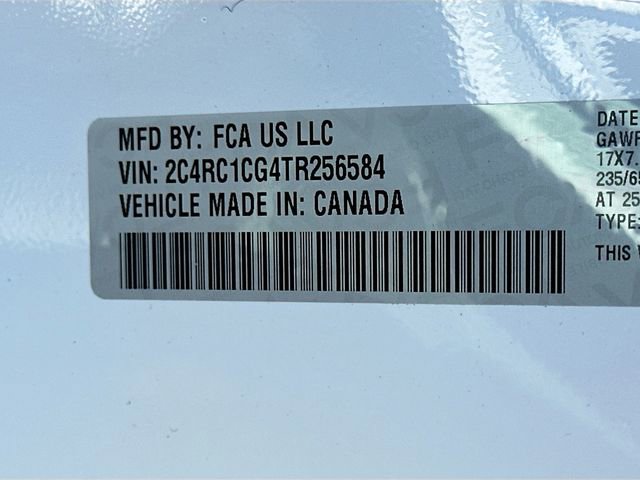 MFD BY: FCA US LLC
VIN: 2C4RC1CG4TR256584
VEHICLE MADE IN: CANADA
DATE
GAWR
17X7.
235/65
AT 25
TYPE:
THIS